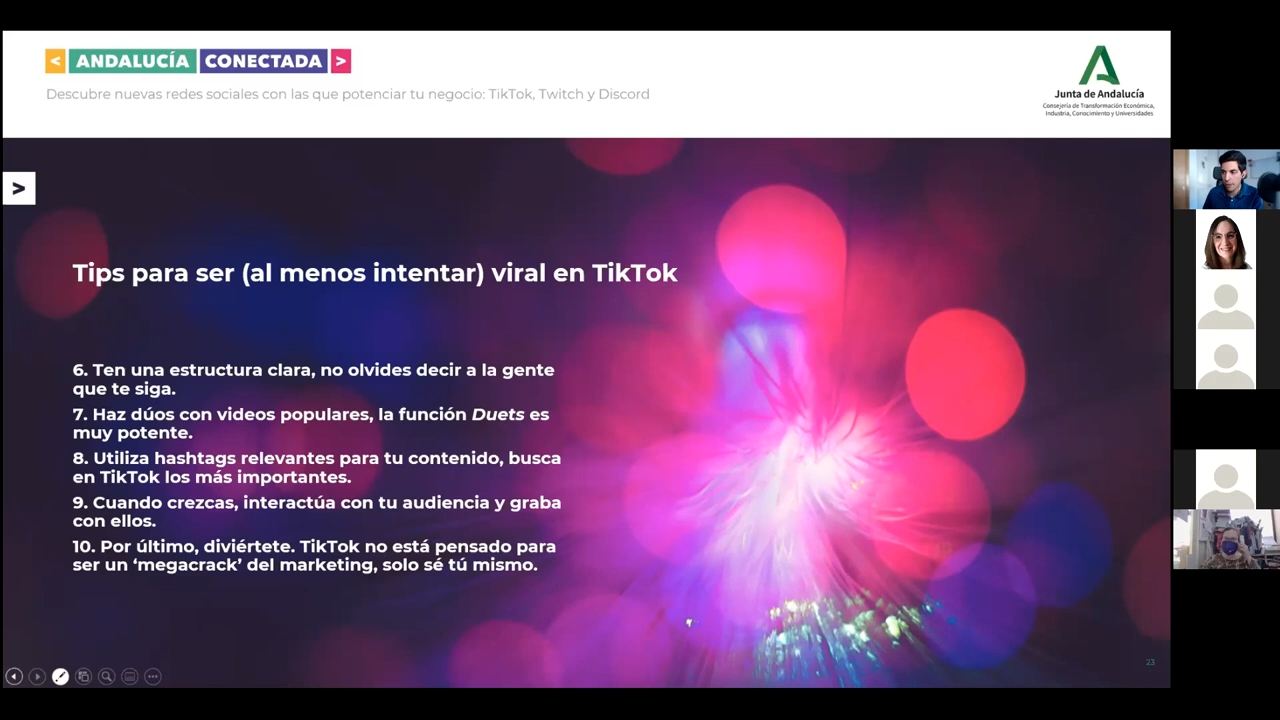 < ANDALUCÍA CONECTADA >
Descubre nuevas redes sociales con las que potenciar tu negocio: TikTok, Twitch y Discord
Junta de Andalucía
Consejería de Transformación Económica,
Industria, Conocimiento y Universidades
>
Tips para ser (al menos intentar) viral en TikTok
6. Ten una estructura clara, no olvides decir a la gente
que te siga.
7. Haz dúos con videos populares, la función Duets es
muy potente.
8. Utiliza hashtags relevantes para tu contenido, busca
en TikTok los más importantes.
9. Cuando crezcas, interactúa con tu audiencia y graba
con ellos.
10. Por último, diviértete. TikTok no está pensado para
ser un ‘megacrack’ del marketing, solo sé tú mismo.
23